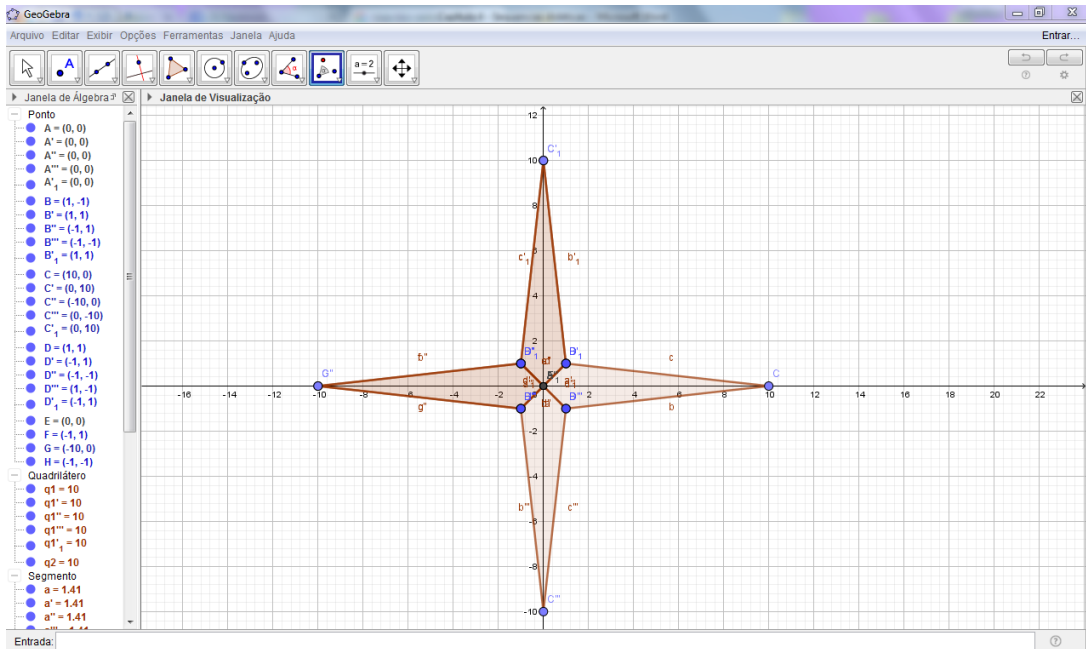 GeoGebra
Arquivo Editar Exibir Opções Ferramentas Janela Ajuda
Entrar...
A
a=2
Janela de Álgebra
Janela de Visualização
Ponto
A = (0, 0)
A' = (0, 0)
A'' = (0, 0)
A''' = (0, 0)
A'₁ = (0, 0)
B = (1, -1)
B' = (1, 1)
B'' = (-1, 1)
B''' = (-1, -1)
B'₁ = (1, 1)
C = (10, 0)
C' = (0, 10)
C'' = (-10, 0)
C''' = (0, -10)
C'₁ = (0, 10)
D = (1, 1)
D' = (-1, 1)
D'' = (-1, -1)
D''' = (1, -1)
D'₁ = (-1, 1)
E = (0, 0)
F = (-1, 1)
G = (-10, 0)
H = (-1, -1)
Quadrilátero
q1 = 10
q1' = 10
q1'' = 10
q1''' = 10
q1'₁ = 10
q2 = 10
Segmento
a = 1.41
a' = 1.41
a'' = 1.41
12
C'₁
10
8
c'₁ 6 b'₁
4
2
c
G''
C
-16 -14 -12 -10 -8 -6 -4 -2 2 4 6 8 10 12 14 16 18 20 22
g''
b
-2
-4
b''' c'''
-6
-8
-10
C'''
Entrada: